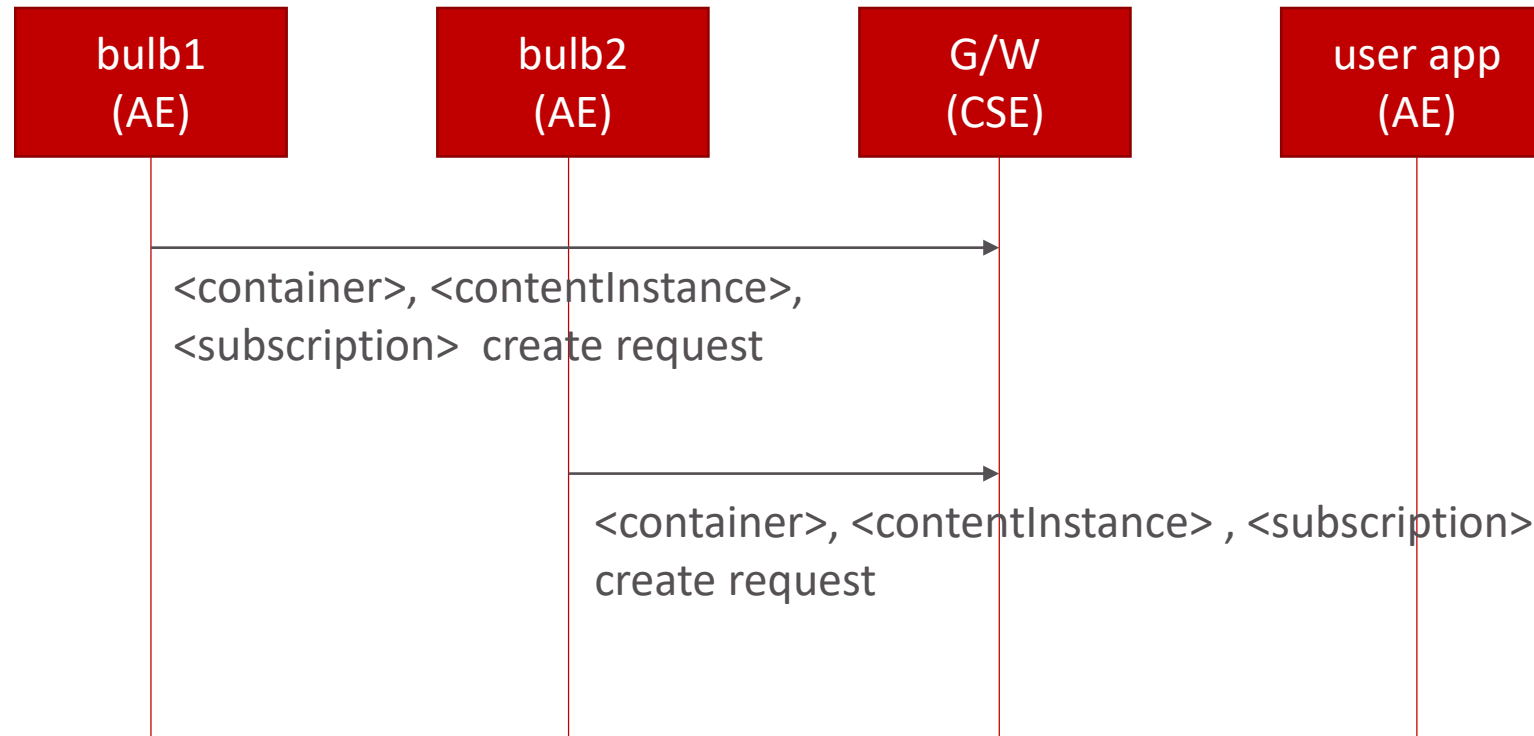 bulb1
(AE)
bulb2
(AE)
G/W
(CSE)
user app
(AE)
<container>, <contentInstance>,
<subscription>  create request
<container>, <contentInstance> , <subscription>
create request